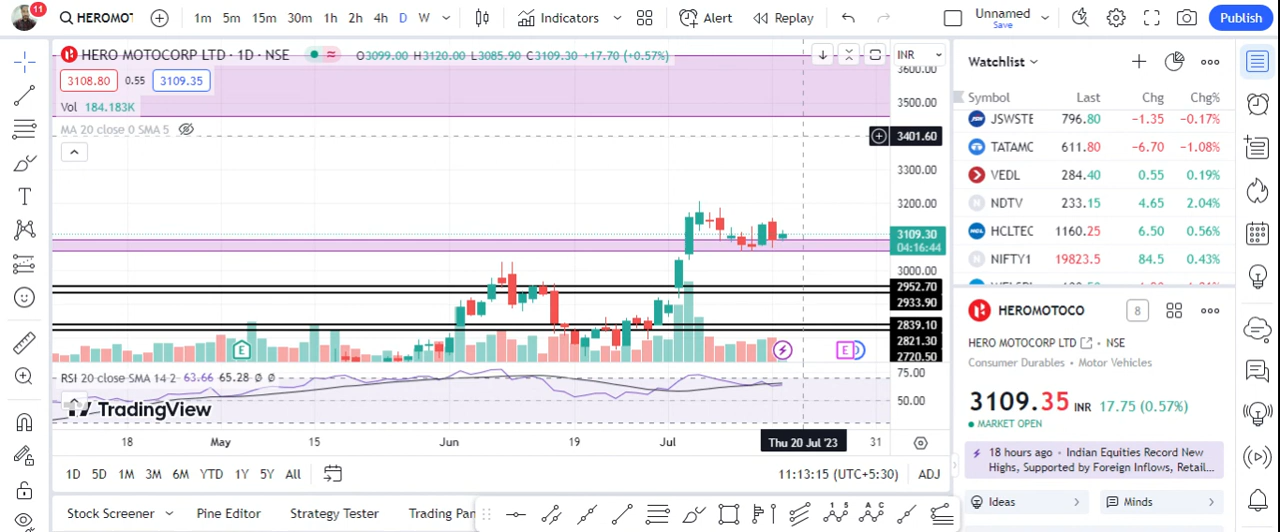 11
HEROMOT
1m 5m 15m 30m 1h 2h 4h D W
Indicators
Alert
Replay
Unnamed
Save
Publish
HERO MOTOCORP LTD · 1D · NSE
O3099.00 H3120.00 L3085.90 C3109.30 +17.70 (+0.57%)
INR
3108.80 0.55 3109.35
Vol 184.183K
MA 20 close 0 SMA 5
3600.00
3500.00
3401.60
3300.00
3200.00
3109.30
04:16:44
3000.00
2952.70
2933.90
2839.10
2821.30
2720.50
E
E
RSI 20 close SMA 14 2 63.66 65.28 ∅ ∅
75.00
50.00
TradingView
18 May 15 Jun 19 Jul Thu 20 Jul '23 31
1D 5D 1M 3M 6M YTD 1Y 5Y All
11:13:15 (UTC+5:30) ADJ
Stock Screener Pine Editor Strategy Tester Trading Pan
Watchlist
Symbol Last Chg Chg%
JSWSTE 796.80 −1.35 −0.17%
TATAMC 611.80 −6.70 −1.08%
VEDL 284.40 0.55 0.19%
N NDTV 233.15 4.65 2.04%
HCLTEC 1160.25 6.50 0.56%
N NIFTY1 19823.5 84.5 0.43%
HEROMOTOCO
8
HERO MOTOCORP LTD · NSE
Consumer Durables · Motor Vehicles
3109.35 INR 17.75 (0.57%)
MARKET OPEN
18 hours ago · Indian Equities Record New
Highs, Supported by Foreign Inflows, Retail...
Ideas
Minds